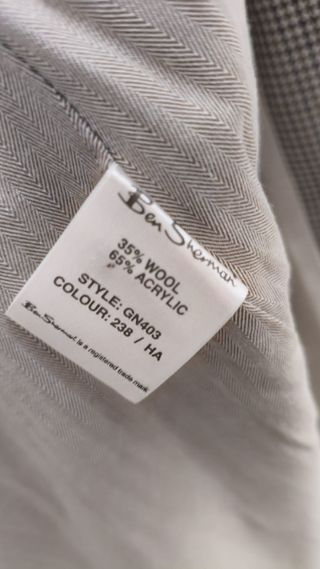 Ben Sherman
35% WOOL
65% ACRYLIC
STYLE: GN403
COLOUR: 238 / HA
Ben Sherman is a registered trade mark